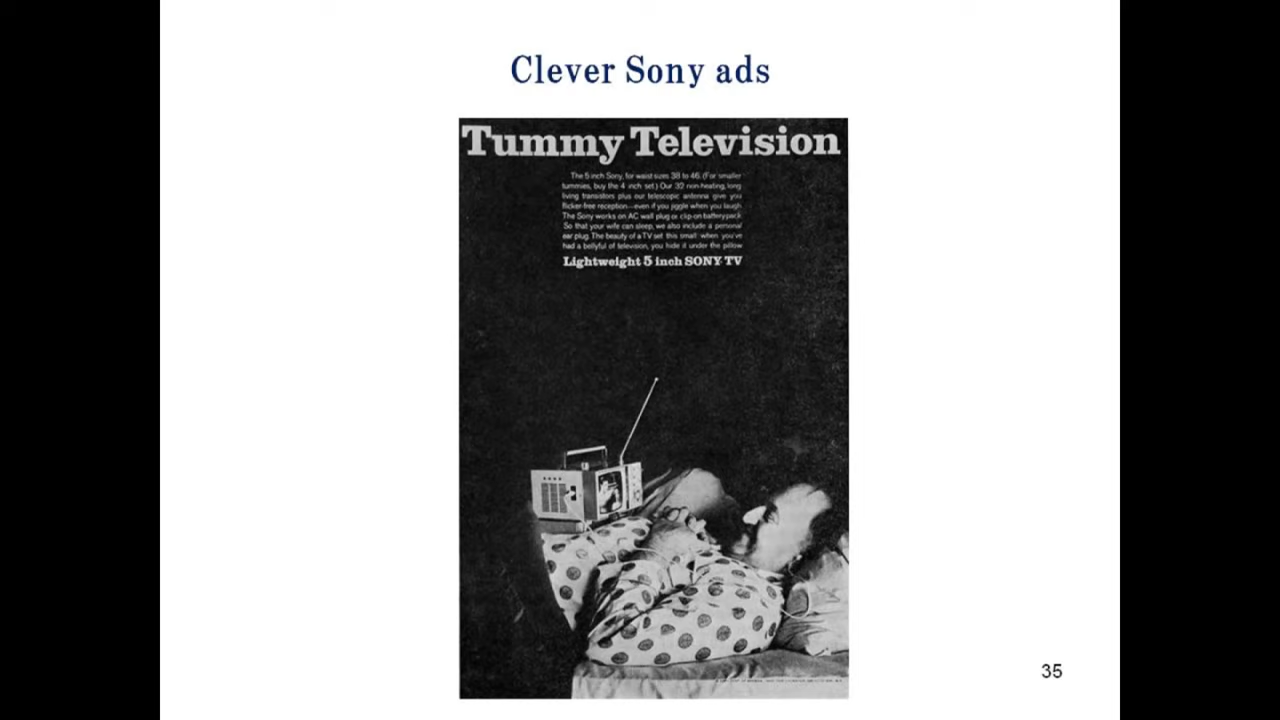 Clever Sony ads
Tummy Television
The 5 inch Sony, for waist sizes 38 to 46. (For smaller
tummies, buy the 4 inch set.) Our 32 non-heating, long
living transistors plus our telescopic antenna give you
flicker-free reception—even if you jiggle when you laugh
The Sony works on AC wall plug or clip-on battery pack
So that your wife can sleep, we also include a personal
ear plug. The beauty of a TV set this small: when you've
had a bellyful of television, you hide it under the pillow
Lightweight 5 inch SONY TV
35